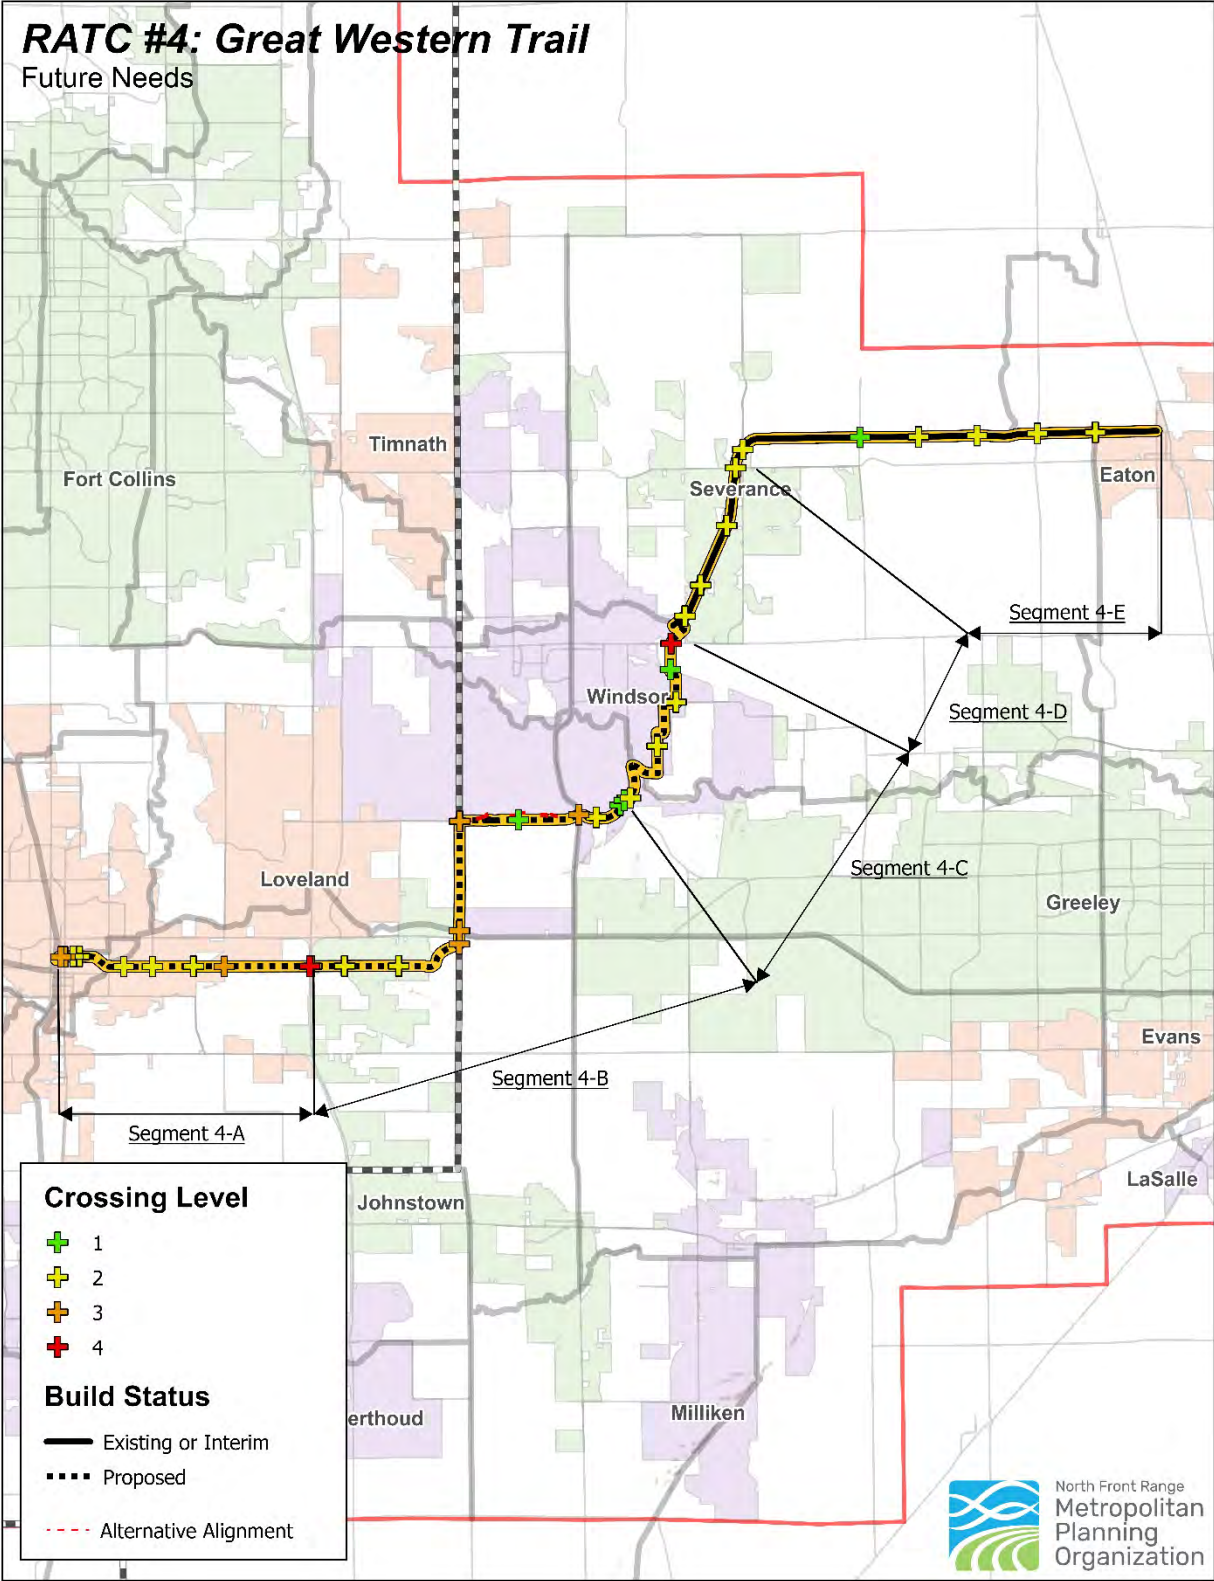 RATC #4: Great Western Trail
Future Needs
Timnath
Fort Collins
Severance
Eaton
Segment 4-E
Windsor
Segment 4-D
Segment 4-C
Loveland
Greeley
Evans
Segment 4-B
Segment 4-A
LaSalle
Johnstown
Crossing Level
1
2
3
4
Build Status
Existing or Interim
Proposed
Alternative Alignment
erthoud
Milliken
North Front Range
Metropolitan
Planning
Organization